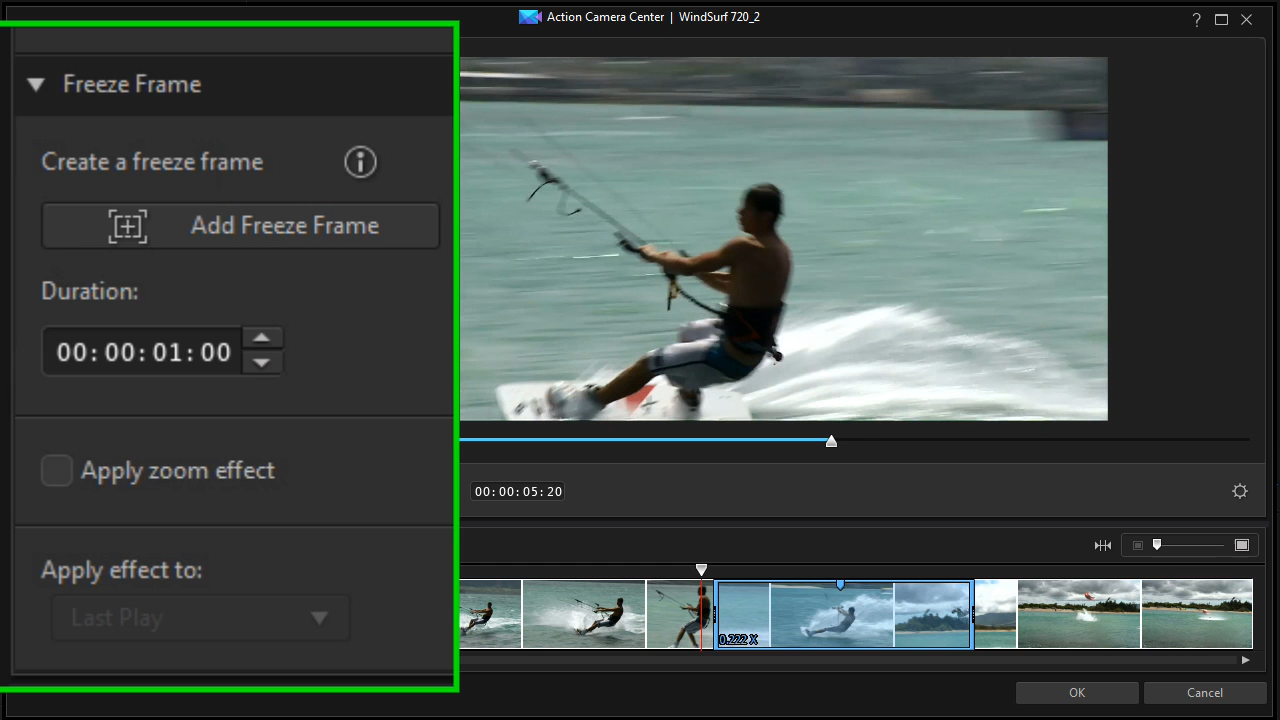 Action Camera Center | WindSurf 720_2
Freeze Frame
Create a freeze frame
Add Freeze Frame
Duration:
00:00:01:00
Apply zoom effect
Apply effect to:
Last Play
00:00:05:20
0.222 X
OK
Cancel